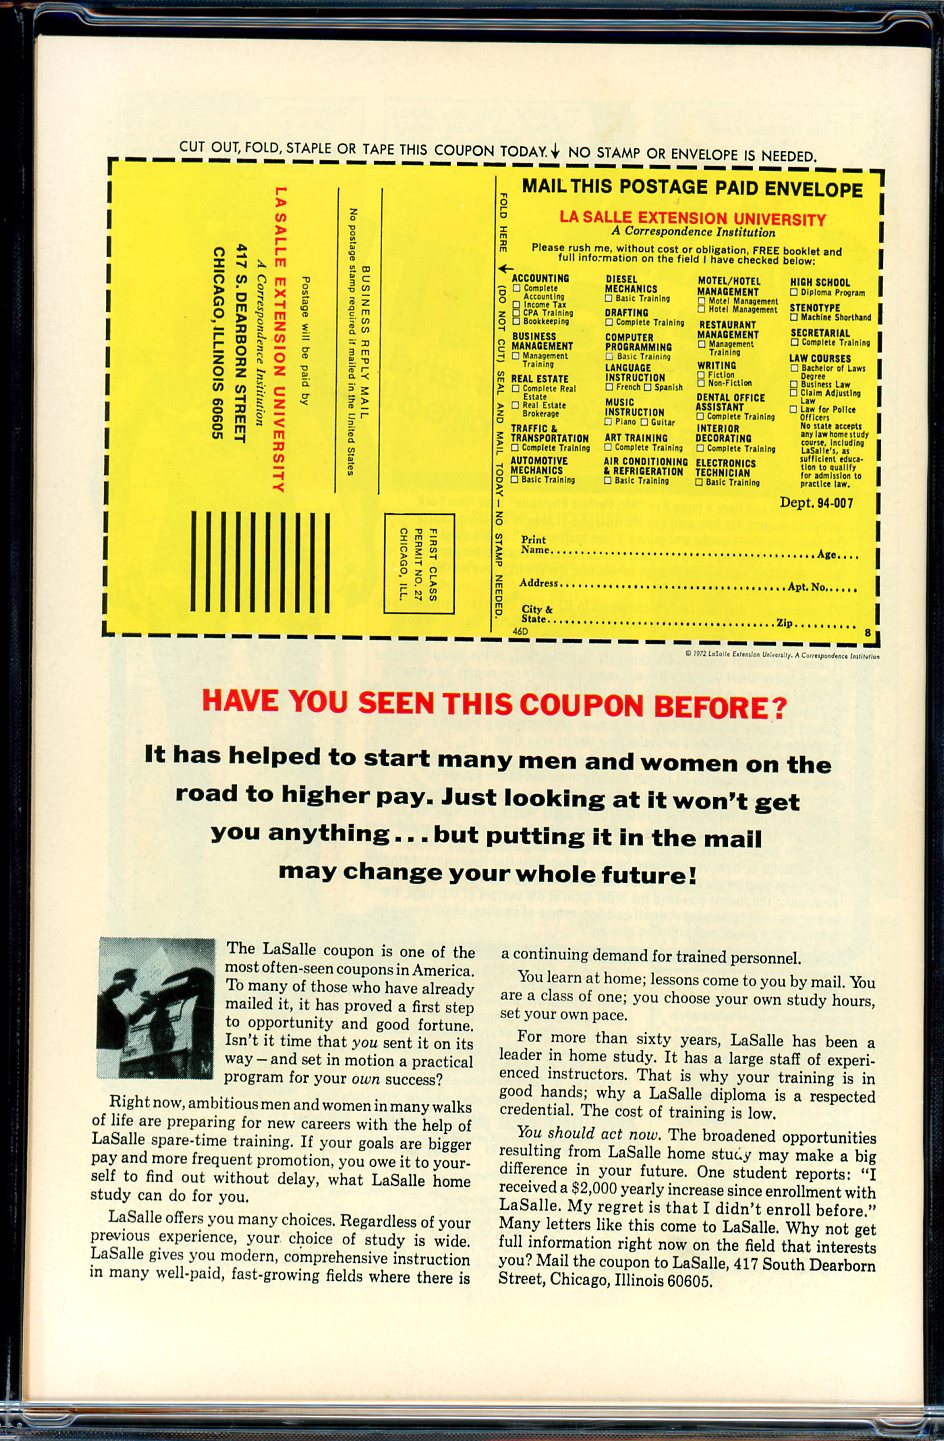 CUT OUT, FOLD, STAPLE OR TAPE THIS COUPON TODAY. ↓ NO STAMP OR ENVELOPE IS NEEDED.
LA SALLE EXTENSION UNIVERSITY
A Correspondence Institution
417 S. DEARBORN STREET
CHICAGO, ILLINOIS 60605
Postage will be paid by
BUSINESS REPLY MAIL
No postage stamp required if mailed in the United States
FIRST CLASS
PERMIT NO. 27
CHICAGO, ILL.
FOLD HERE → (DO NOT CUT) SEAL AND MAIL TODAY — NO STAMP NEEDED.
MAIL THIS POSTAGE PAID ENVELOPE
LA SALLE EXTENSION UNIVERSITY
A Correspondence Institution
Please rush me, without cost or obligation, FREE booklet and
full information on the field I have checked below:
ACCOUNTING
☐ Complete
Accounting
☐ Income Tax
☐ CPA Training
☐ Bookkeeping
BUSINESS
MANAGEMENT
☐ Management
Training
REAL ESTATE
☐ Complete Real
Estate
☐ Real Estate
Brokerage
TRAFFIC &
TRANSPORTATION
☐ Complete Training
AUTOMOTIVE
MECHANICS
☐ Basic Training
DIESEL
MECHANICS
☐ Basic Training
DRAFTING
☐ Complete Training
COMPUTER
PROGRAMMING
☐ Basic Training
LANGUAGE
INSTRUCTION
☐ French ☐ Spanish
MUSIC
INSTRUCTION
☐ Piano ☐ Guitar
ART TRAINING
☐ Complete Training
AIR CONDITIONING
& REFRIGERATION
☐ Basic Training
MOTEL/HOTEL
MANAGEMENT
☐ Motel Management
☐ Hotel Management
RESTAURANT
MANAGEMENT
☐ Management
Training
WRITING
☐ Fiction
☐ Non-Fiction
DENTAL OFFICE
ASSISTANT
☐ Complete Training
INTERIOR
DECORATING
☐ Complete Training
ELECTRONICS
TECHNICIAN
☐ Basic Training
HIGH SCHOOL
☐ Diploma Program
STENOTYPE
☐ Machine Shorthand
SECRETARIAL
☐ Complete Training
LAW COURSES
☐ Bachelor of Laws
Degree
☐ Business Law
☐ Claim Adjusting
Law
☐ Law for Police
Officers
No state accepts
any law home study
course, including
LaSalle's, as
sufficient educa-
tion to qualify
for admission to
practice law.
Dept. 94-007
Print
Name........................................Age....
Address..................................Apt. No......
City &
State..................................Zip..........
46D 8
© 1972 LaSalle Extension University. A Correspondence Institution
HAVE YOU SEEN THIS COUPON BEFORE?
It has helped to start many men and women on the
road to higher pay. Just looking at it won't get
you anything...but putting it in the mail
may change your whole future!
The LaSalle coupon is one of the
most often-seen coupons in America.
To many of those who have already
mailed it, it has proved a first step
to opportunity and good fortune.
Isn't it time that you sent it on its
way — and set in motion a practical
program for your own success?
Right now, ambitious men and women in many walks
of life are preparing for new careers with the help of
LaSalle spare-time training. If your goals are bigger
pay and more frequent promotion, you owe it to your-
self to find out without delay, what LaSalle home
study can do for you.
LaSalle offers you many choices. Regardless of your
previous experience, your choice of study is wide.
LaSalle gives you modern, comprehensive instruction
in many well-paid, fast-growing fields where there is
a continuing demand for trained personnel.
You learn at home; lessons come to you by mail. You
are a class of one; you choose your own study hours,
set your own pace.
For more than sixty years, LaSalle has been a
leader in home study. It has a large staff of experi-
enced instructors. That is why your training is in
good hands; why a LaSalle diploma is a respected
credential. The cost of training is low.
You should act now. The broadened opportunities
resulting from LaSalle home study may make a big
difference in your future. One student reports: "I
received a $2,000 yearly increase since enrollment with
LaSalle. My regret is that I didn't enroll before."
Many letters like this come to LaSalle. Why not get
full information right now on the field that interests
you? Mail the coupon to LaSalle, 417 South Dearborn
Street, Chicago, Illinois 60605.